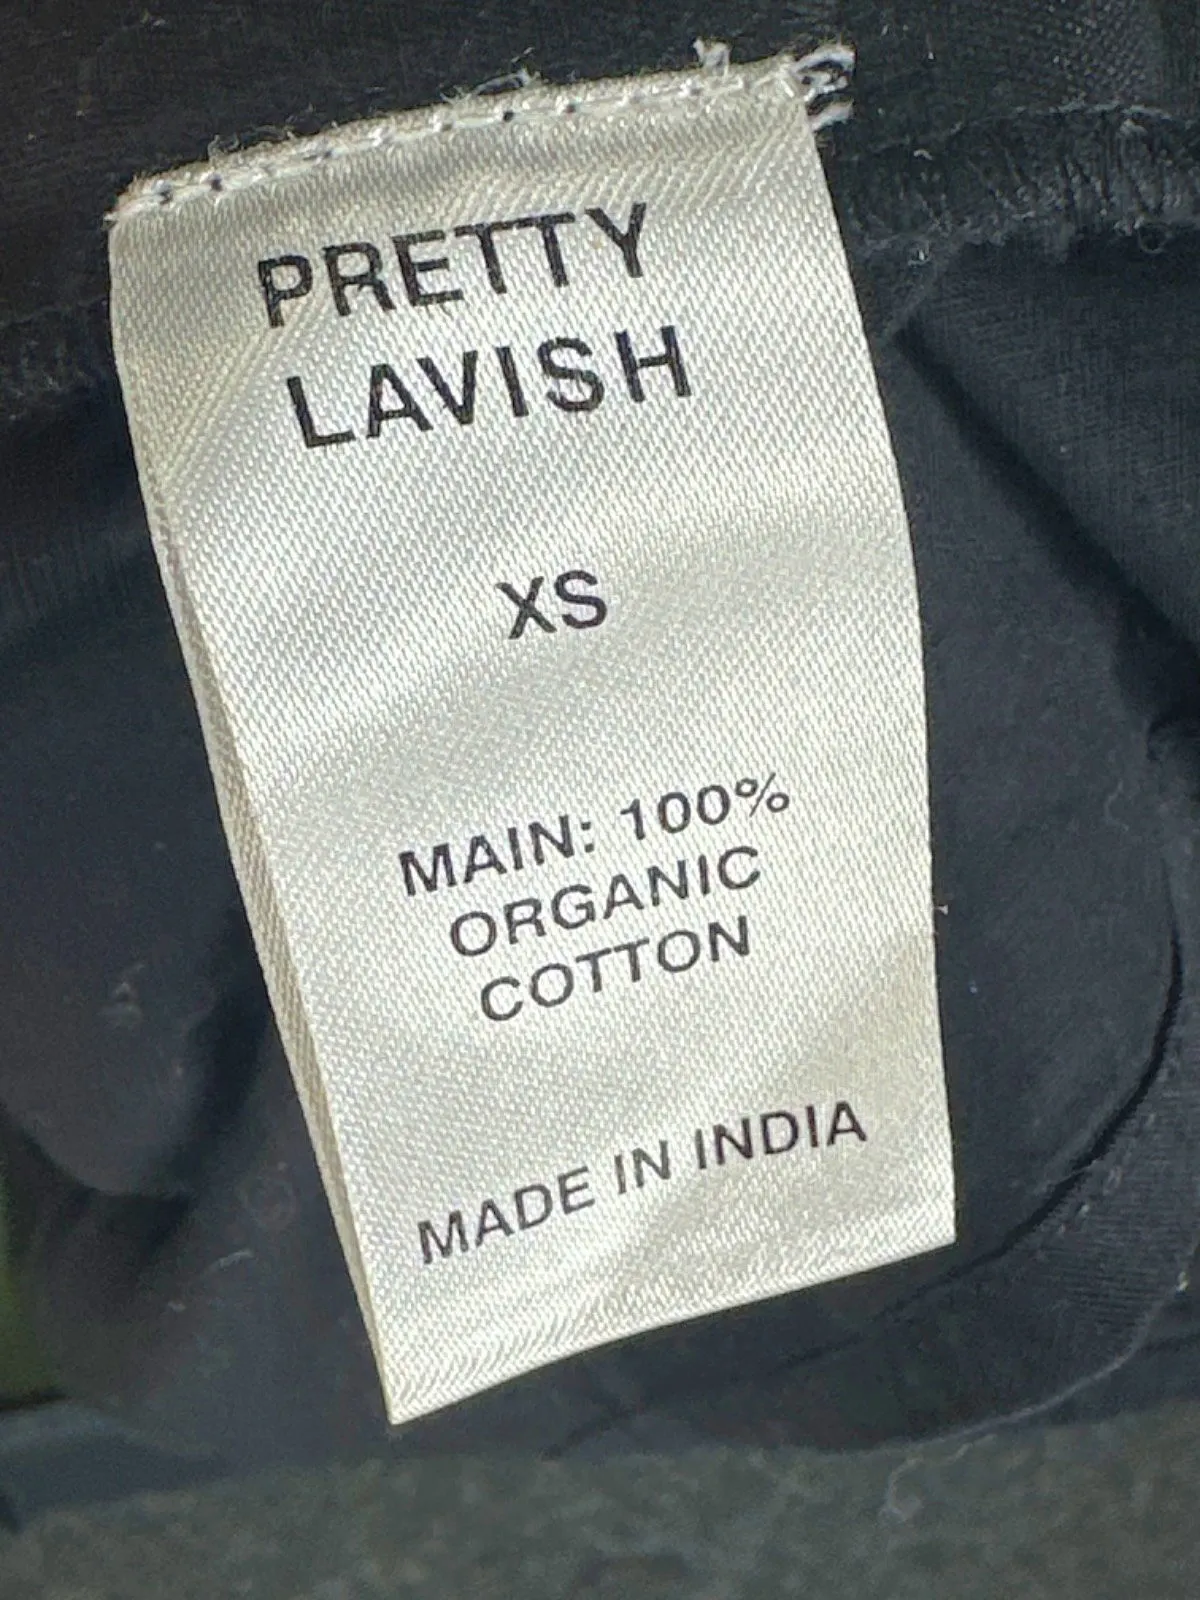 PRETTY
LAVISH
XS
MAIN: 100%
ORGANIC
COTTON
MADE IN INDIA